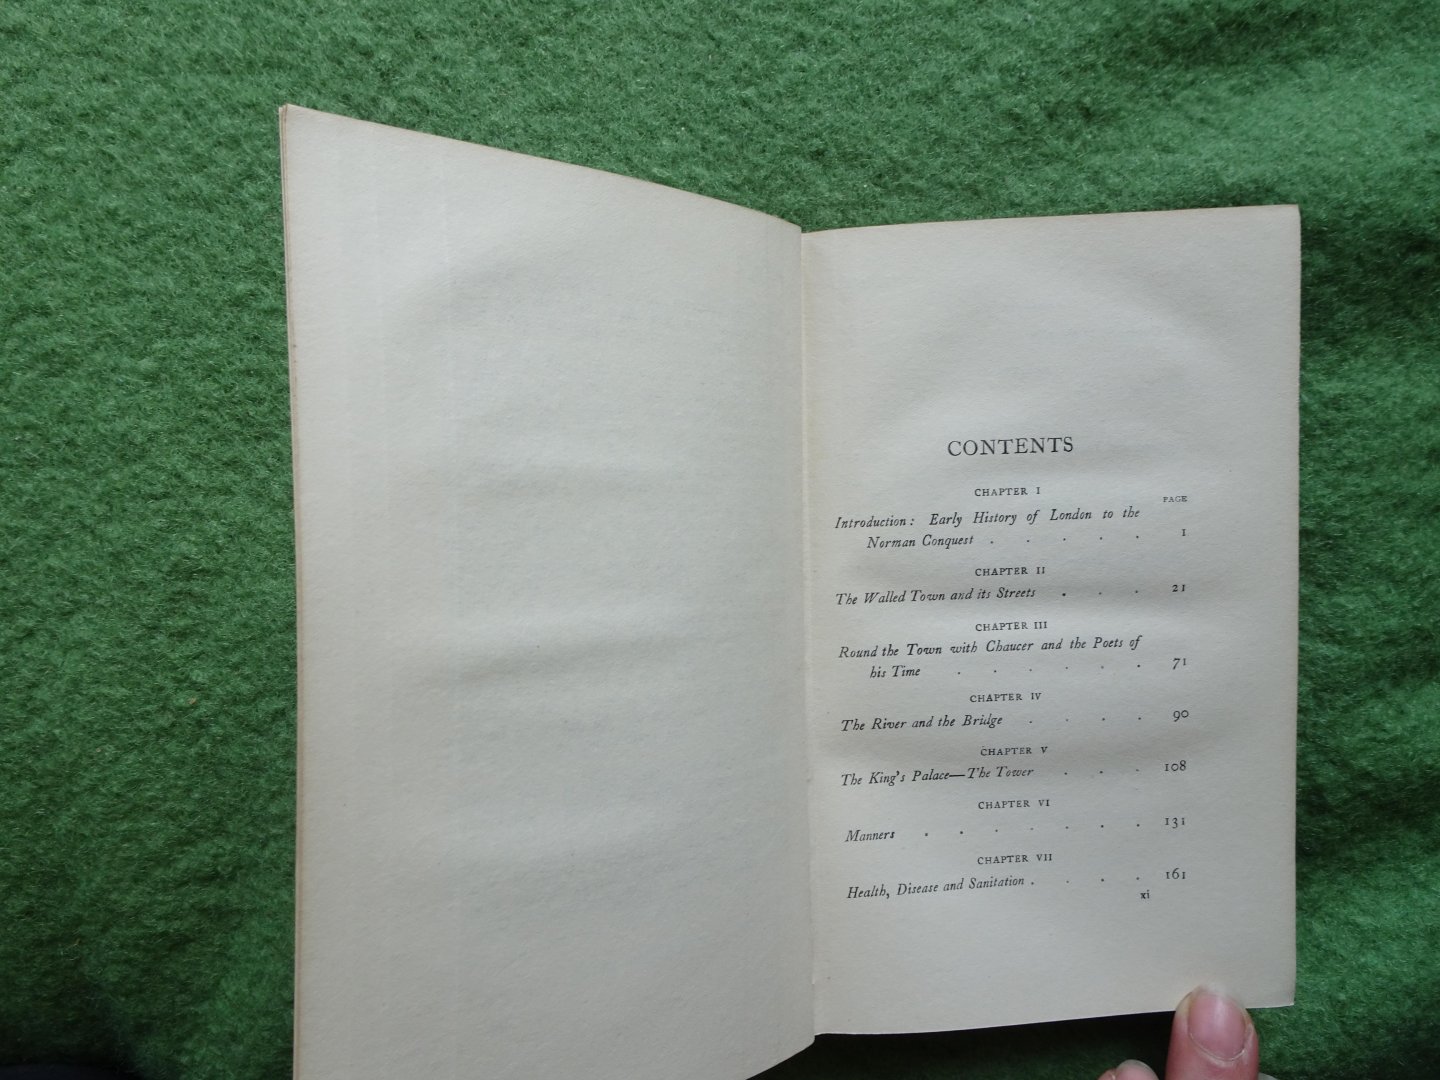 CONTENTS
CHAPTER I
PAGE
Introduction: Early History of London to the
Norman Conquest . . . . . 1
CHAPTER II
The Walled Town and its Streets . . . 21
CHAPTER III
Round the Town with Chaucer and the Poets of
his Time . . . . . . 71
CHAPTER IV
The River and the Bridge . . . . 90
CHAPTER V
The King's Palace—The Tower . . . 108
CHAPTER VI
Manners . . . . . . . 131
CHAPTER VII
Health, Disease and Sanitation . . . . 161
xi